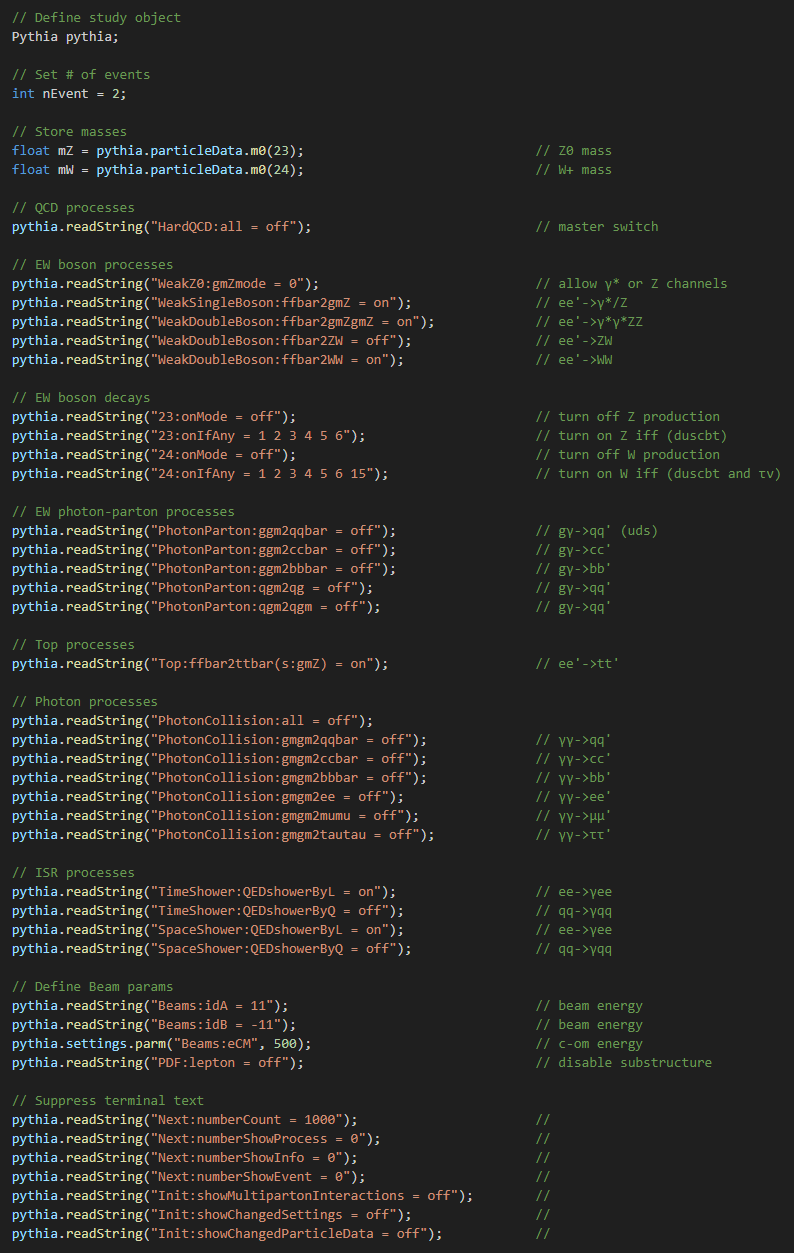 // Define study object
Pythia pythia;
// Set # of events
int nEvent = 2;
// Store masses
float mZ = pythia.particleData.m0(23); // Z0 mass
float mW = pythia.particleData.m0(24); // W+ mass
// QCD processes
pythia.readString("HardQCD:all = off"); // master switch
// EW boson processes
pythia.readString("WeakZ0:gmZmode = 0"); // allow γ* or Z channels
pythia.readString("WeakSingleBoson:ffbar2gmZ = on"); // ee'->γ*/Z
pythia.readString("WeakDoubleBoson:ffbar2gmZgmZ = on"); // ee'->γ*γ*ZZ
pythia.readString("WeakDoubleBoson:ffbar2ZW = off"); // ee'->ZW
pythia.readString("WeakDoubleBoson:ffbar2WW = on"); // ee'->WW
// EW boson decays
pythia.readString("23:onMode = off"); // turn off Z production
pythia.readString("23:onIfAny = 1 2 3 4 5 6"); // turn on Z iff (duscbt)
pythia.readString("24:onMode = off"); // turn off W production
pythia.readString("24:onIfAny = 1 2 3 4 5 6 15"); // turn on W iff (duscbt and τν)
// EW photon-parton processes
pythia.readString("PhotonParton:ggm2qqbar = off"); // gγ->qq' (uds)
pythia.readString("PhotonParton:ggm2ccbar = off"); // gγ->cc'
pythia.readString("PhotonParton:ggm2bbbar = off"); // gγ->bb'
pythia.readString("PhotonParton:qgm2qg = off"); // gγ->qq'
pythia.readString("PhotonParton:qgm2qgm = off"); // gγ->qq'
// Top processes
pythia.readString("Top:ffbar2ttbar(s:gmZ) = on"); // ee'->tt'
// Photon processes
pythia.readString("PhotonCollision:all = off");
pythia.readString("PhotonCollision:gmgm2qqbar = off"); // γγ->qq'
pythia.readString("PhotonCollision:gmgm2ccbar = off"); // γγ->cc'
pythia.readString("PhotonCollision:gmgm2bbbar = off"); // γγ->bb'
pythia.readString("PhotonCollision:gmgm2ee = off"); // γγ->ee'
pythia.readString("PhotonCollision:gmgm2mumu = off"); // γγ->μμ'
pythia.readString("PhotonCollision:gmgm2tautau = off"); // γγ->ττ'
// ISR processes
pythia.readString("TimeShower:QEDshowerByL = on"); // ee->γee
pythia.readString("TimeShower:QEDshowerByQ = off"); // qq->γqq
pythia.readString("SpaceShower:QEDshowerByL = on"); // ee->γee
pythia.readString("SpaceShower:QEDshowerByQ = off"); // qq->γqq
// Define Beam params
pythia.readString("Beams:idA = 11"); // beam energy
pythia.readString("Beams:idB = -11"); // beam energy
pythia.settings.parm("Beams:eCM", 500); // c-om energy
pythia.readString("PDF:lepton = off"); // disable substructure
// Suppress terminal text
pythia.readString("Next:numberCount = 1000"); //
pythia.readString("Next:numberShowProcess = 0"); //
pythia.readString("Next:numberShowInfo = 0"); //
pythia.readString("Next:numberShowEvent = 0"); //
pythia.readString("Init:showMultipartonInteractions = off"); //
pythia.readString("Init:showChangedSettings = off"); //
pythia.readString("Init:showChangedParticleData = off"); //